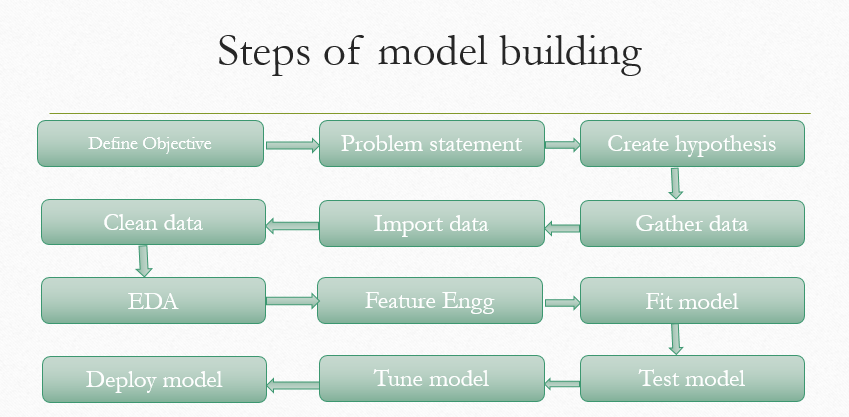 Steps of model building
Define Objective
Problem statement
Create hypothesis
Gather data
Import data
Clean data
EDA
Feature Engg
Fit model
Test model
Tune model
Deploy model